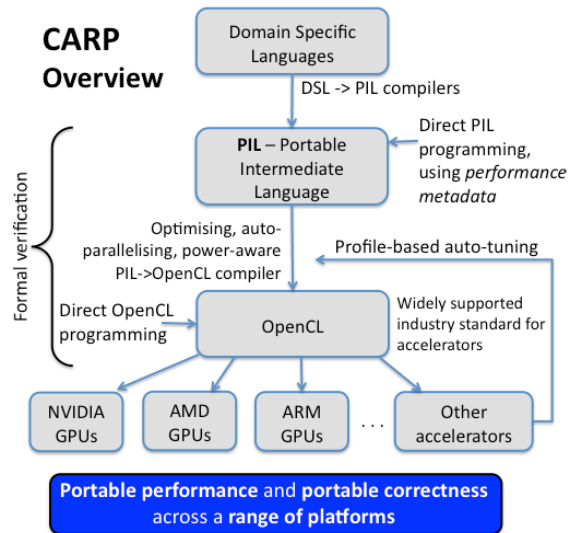 CARP
Overview
Domain Specific
Languages
DSL -> PIL compilers
PIL – Portable
Intermediate
Language
Direct PIL
programming,
using performance
metadata
Formal verification
Optimising, auto-
parallelising, power-aware
PIL->OpenCL compiler
Profile-based auto-tuning
Direct OpenCL
programming
OpenCL
Widely supported
industry standard for
accelerators
NVIDIA
GPUs
AMD
GPUs
ARM
GPUs
. . .
Other
accelerators
Portable performance and portable correctness
across a range of platforms